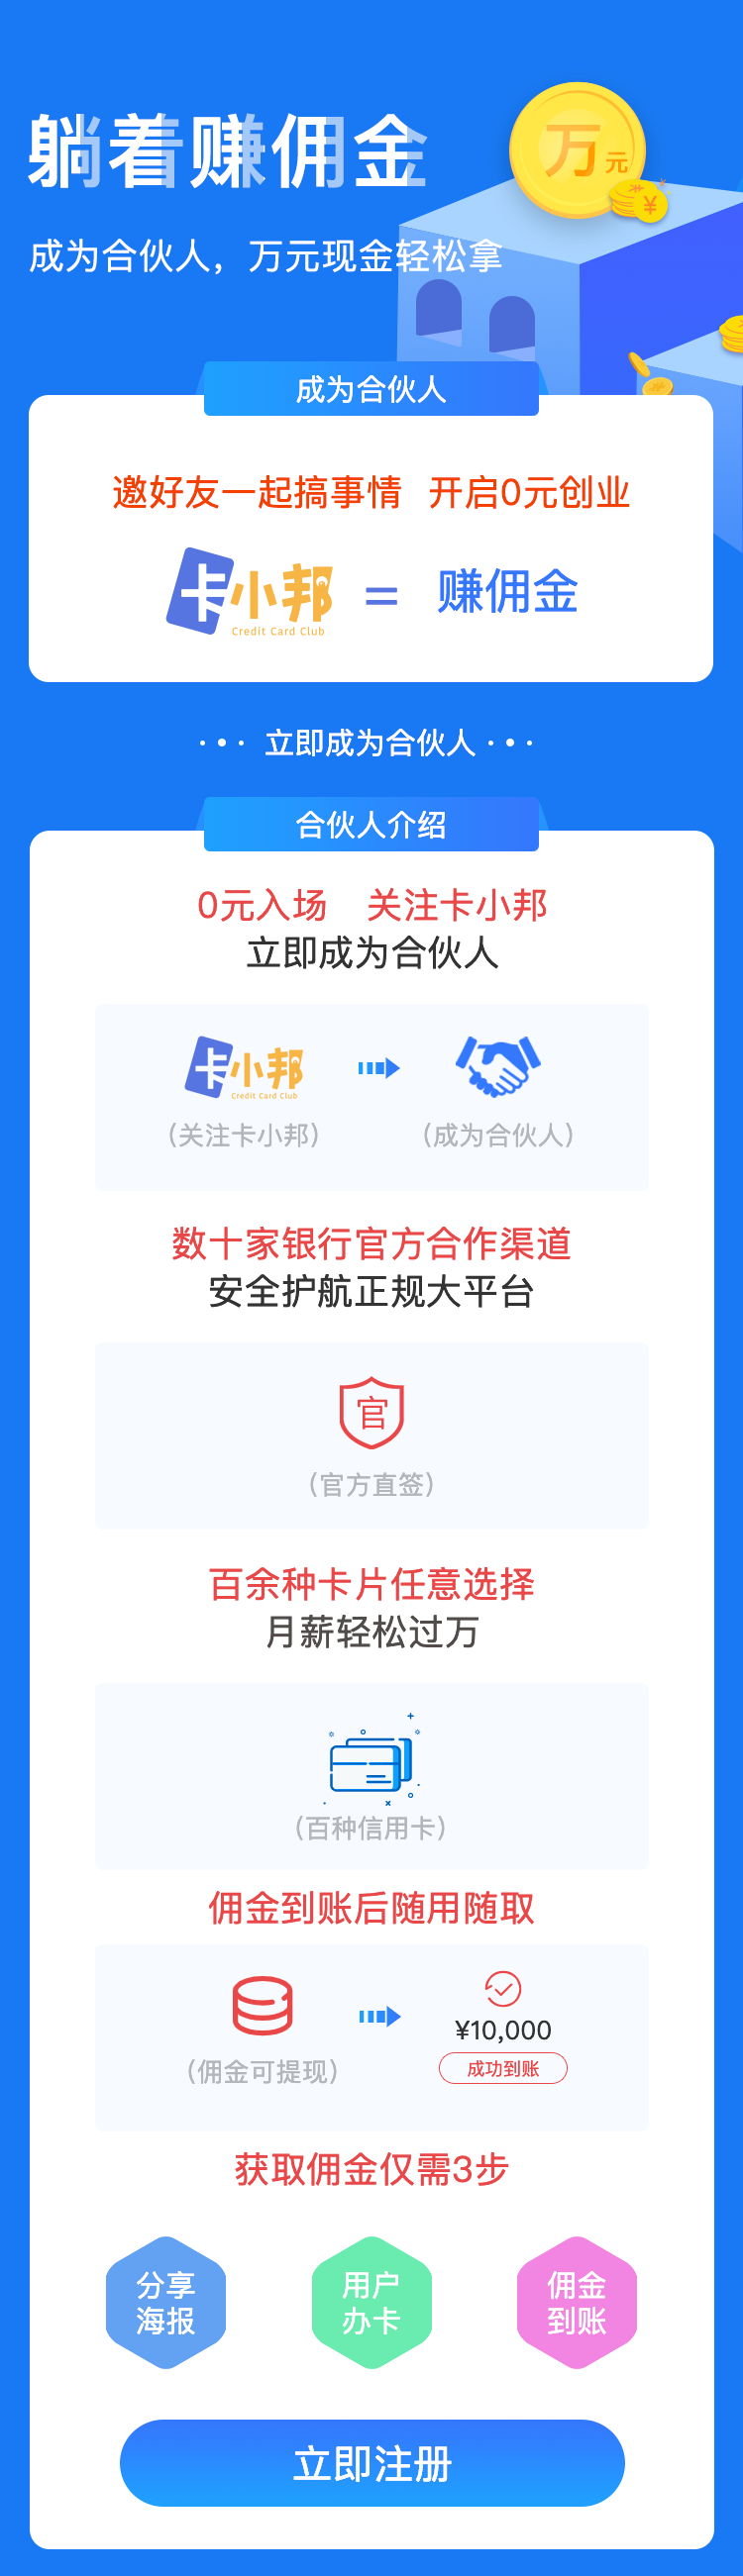 躺着赚佣金
万元
¥
成为合伙人，万元现金轻松拿
成为合伙人
邀好友一起搞事情 开启0元创业
卡小邦 = 赚佣金
Credit Card Club
··· 立即成为合伙人 ···
合伙人介绍
0元入场 关注卡小邦
立即成为合伙人
卡小邦
Credit Card Club
（关注卡小邦） （成为合伙人）
数十家银行官方合作渠道
安全护航正规大平台
官
（官方直签）
百余种卡片任意选择
月薪轻松过万
（百种信用卡）
佣金到账后随用随取
¥10,000
（佣金可提现） 成功到账
获取佣金仅需3步
分享 用户 佣金
海报 办卡 到账
立即注册